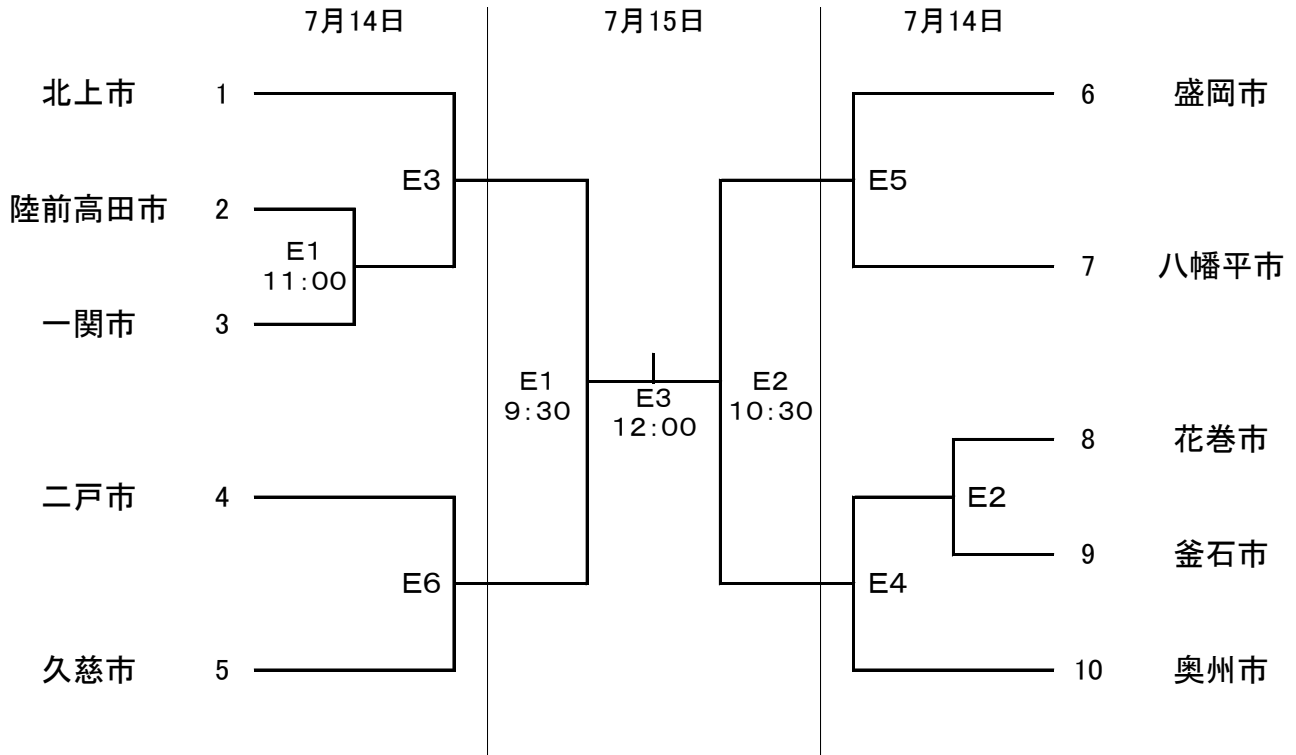 7月14日 7月15日 7月14日
北上市 1
6 盛岡市
E3
E5
陸前高田市 2
E1
11:00
7 八幡平市
一関市 3
E1
9:30
E3
12:00
E2
10:30
8 花巻市
二戸市 4
E2
9 釜石市
E6
E4
久慈市 5
10 奥州市